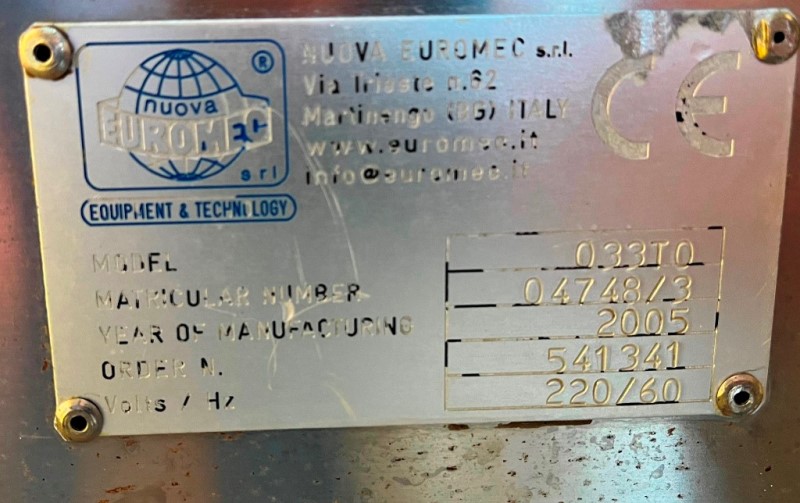 nuova
EUROMEC
srl
®
EQUIPMENT & TECHNOLOGY
NUOVA EUROMEC s.r.l.
Via Trieste n.62
Martinengo (BG) ITALY
www.euromec.it
info@euromec.it
CE
MODEL 033T0
MATRICULAR NUMBER 04748/3
YEAR OF MANUFACTURING 2005
ORDER N. 541341
Volts / Hz 220/60